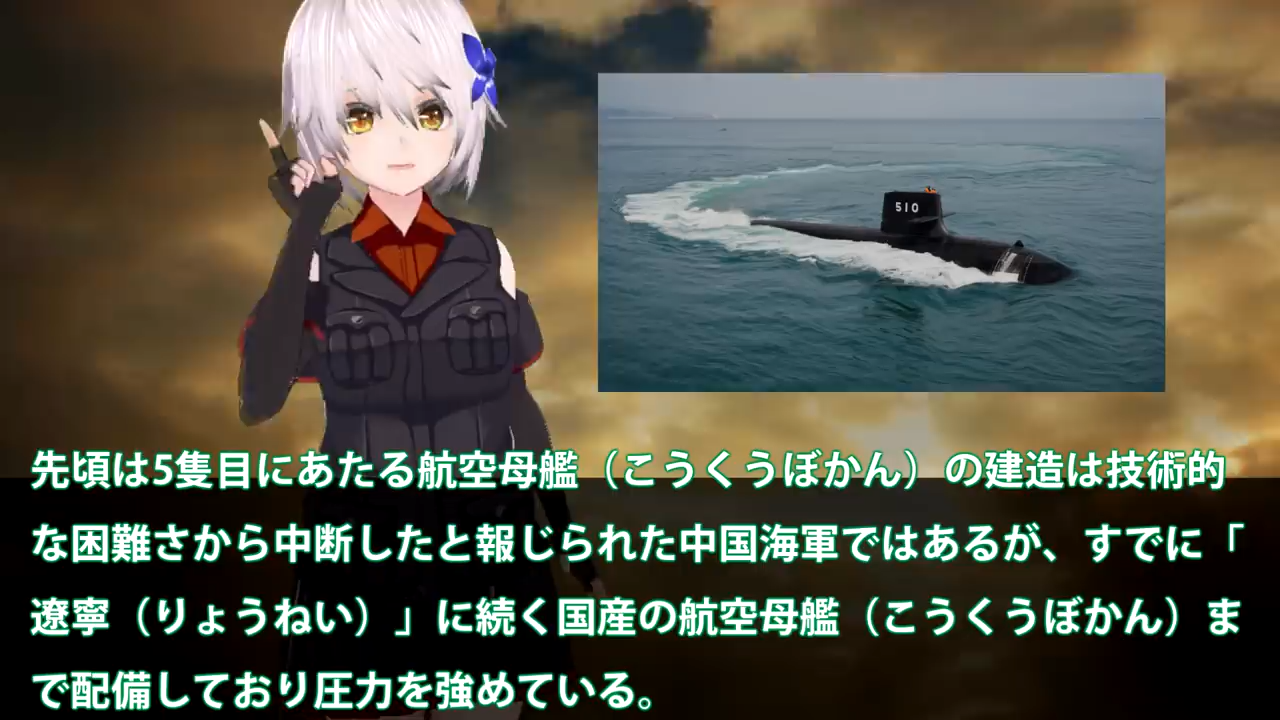 510
先頃は5隻目にあたる航空母艦（こうくうぼかん）の建造は技術的
な困難さから中断したと報じられた中国海軍ではあるが、すでに「
遼寧（りょうねい）」に続く国産の航空母艦（こうくうぼかん）ま
で配備しており圧力を強めている。